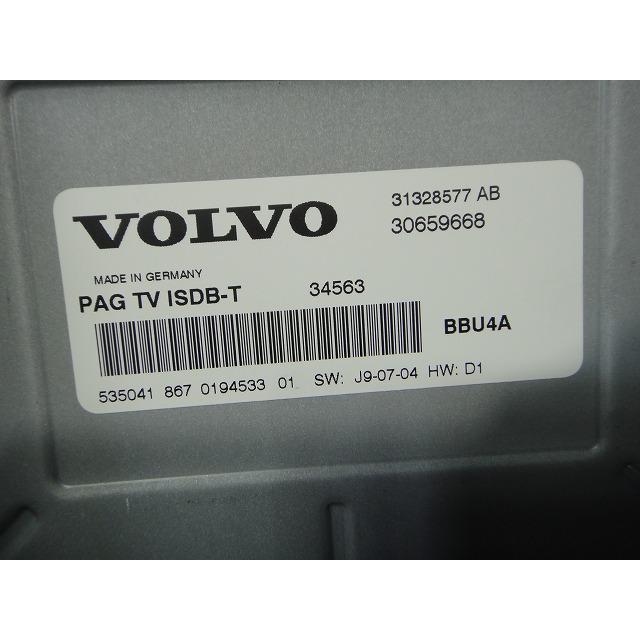 VOLVO
31328577 AB
30659668
MADE IN GERMANY
PAG TV ISDB-T 34563
BBU4A
535041 867 0194533 01 SW: J9-07-04 HW: D1